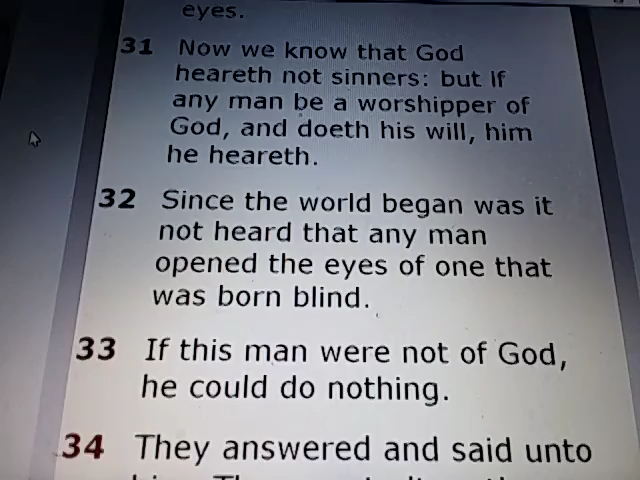 eyes.
31 Now we know that God
heareth not sinners: but if
any man be a worshipper of
God, and doeth his will, him
he heareth.
32 Since the world began was it
not heard that any man
opened the eyes of one that
was born blind.
33 If this man were not of God,
he could do nothing.
34 They answered and said unto